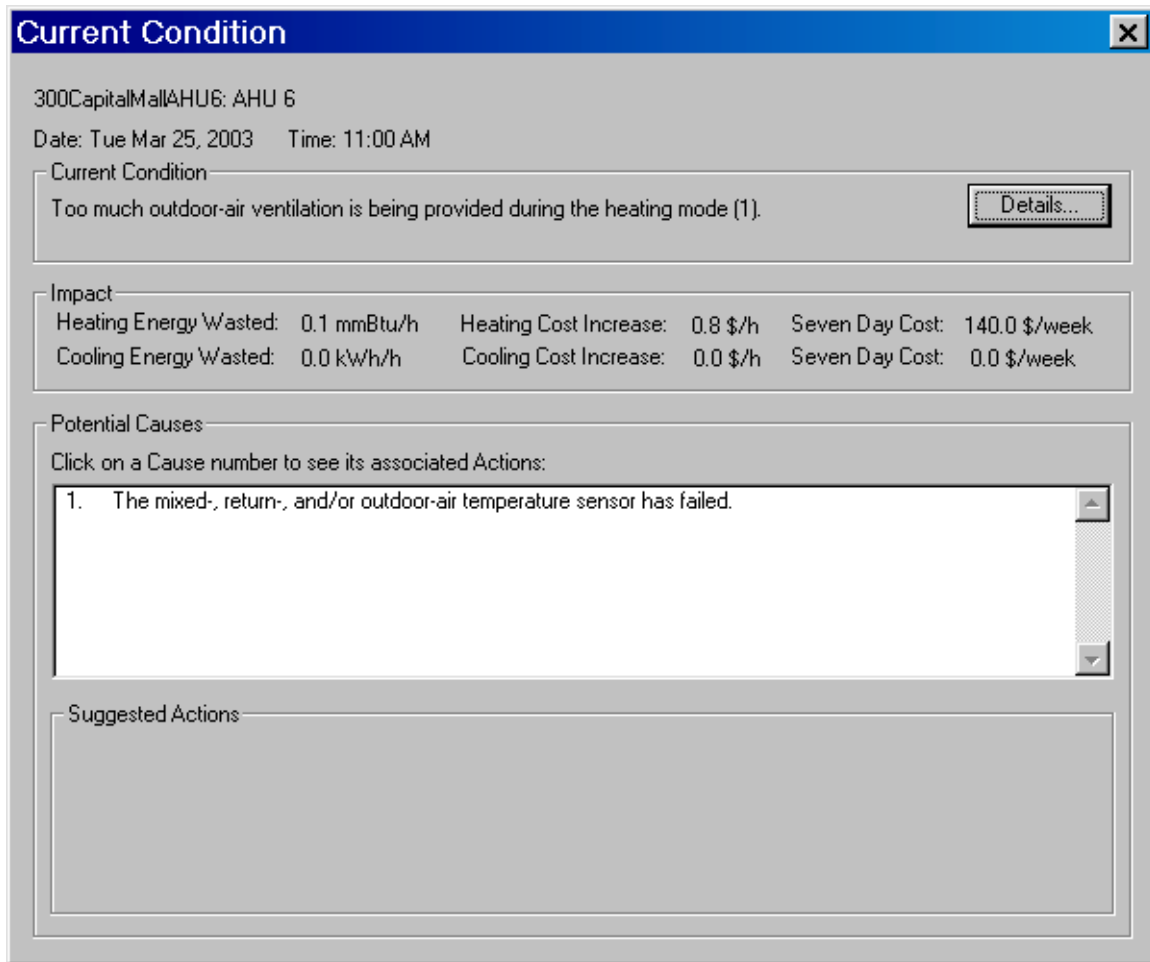 Current Condition
300CapitalMallAHU6: AHU 6
Date: Tue Mar 25, 2003 Time: 11:00 AM
Current Condition
Too much outdoor-air ventilation is being provided during the heating mode (1).
Details...
Impact
Heating Energy Wasted: 0.1 mmBtu/h Heating Cost Increase: 0.8 $/h Seven Day Cost: 140.0 $/week
Cooling Energy Wasted: 0.0 kWh/h Cooling Cost Increase: 0.0 $/h Seven Day Cost: 0.0 $/week
Potential Causes
Click on a Cause number to see its associated Actions:
1. The mixed-, return-, and/or outdoor-air temperature sensor has failed.
Suggested Actions